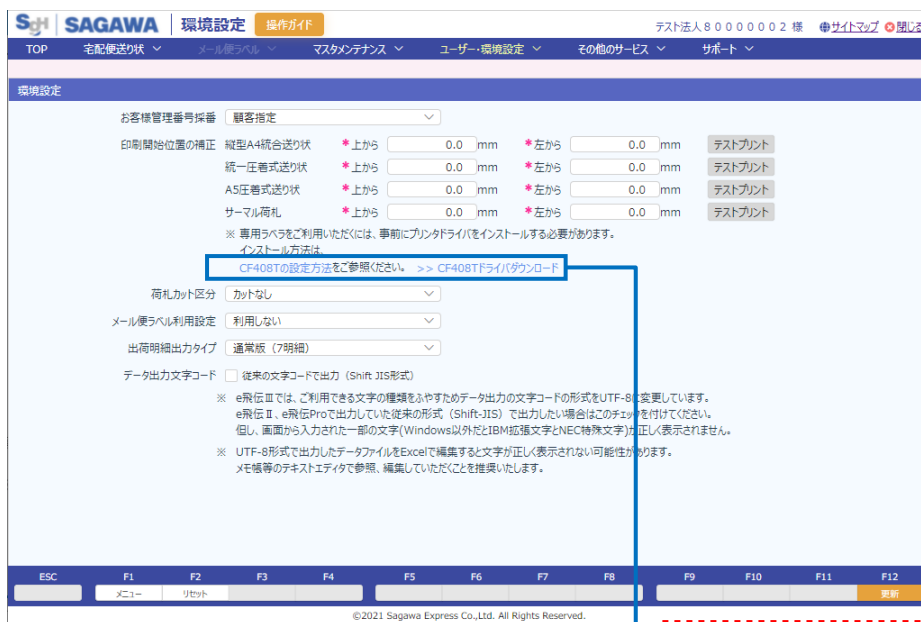 SGH SAGAWA 環境設定 操作ガイド テスト法人80000002 様 サイトマップ 閉じる
TOP 宅配便送り状 メール便ラベル マスタメンテナンス ユーザー・環境設定 その他のサービス サポート
環境設定
お客様管理番号採番 顧客指定
印刷開始位置の補正 縦型A4統合送り状 *上から 0.0 mm *左から 0.0 mm テストプリント
統一圧着式送り状 *上から 0.0 mm *左から 0.0 mm テストプリント
A5圧着式送り状 *上から 0.0 mm *左から 0.0 mm テストプリント
サーマル荷札 *上から 0.0 mm *左から 0.0 mm テストプリント
※ 専用ラベラをご利用いただくには、事前にプリンタドライバをインストールする必要があります。
インストール方法は、
CF408Tの設定方法をご参照ください。 >> CF408Tドライバダウンロード
荷札カット区分 カットなし
メール便ラベル利用設定 利用しない
出荷明細出力タイプ 通常版（7明細）
データ出力文字コード 従来の文字コードで出力（Shift JIS形式）
※ e飛伝Ⅲでは、ご利用できる文字の種類をふやすためデータ出力の文字コードの形式をUTF-8に変更しています。
e飛伝Ⅱ、e飛伝Proで出力していた従来の形式（Shift-JIS）で出力したい場合はこのチェックを付けてください。
但し、画面から入力された一部の文字(Windows以外だとIBM拡張文字とNEC特殊文字)が正しく表示されません。
※ UTF-8形式で出力したデータファイルをExcelで編集すると文字が正しく表示されない可能性があります。
メモ帳等のテキストエディタで参照、編集していただくことを推奨いたします。
ESC F1 F2 F3 F4 F5 F6 F7 F8 F9 F10 F11 F12
メニュー リセット 更新
©2021 Sagawa Express Co.,Ltd. All Rights Reserved.